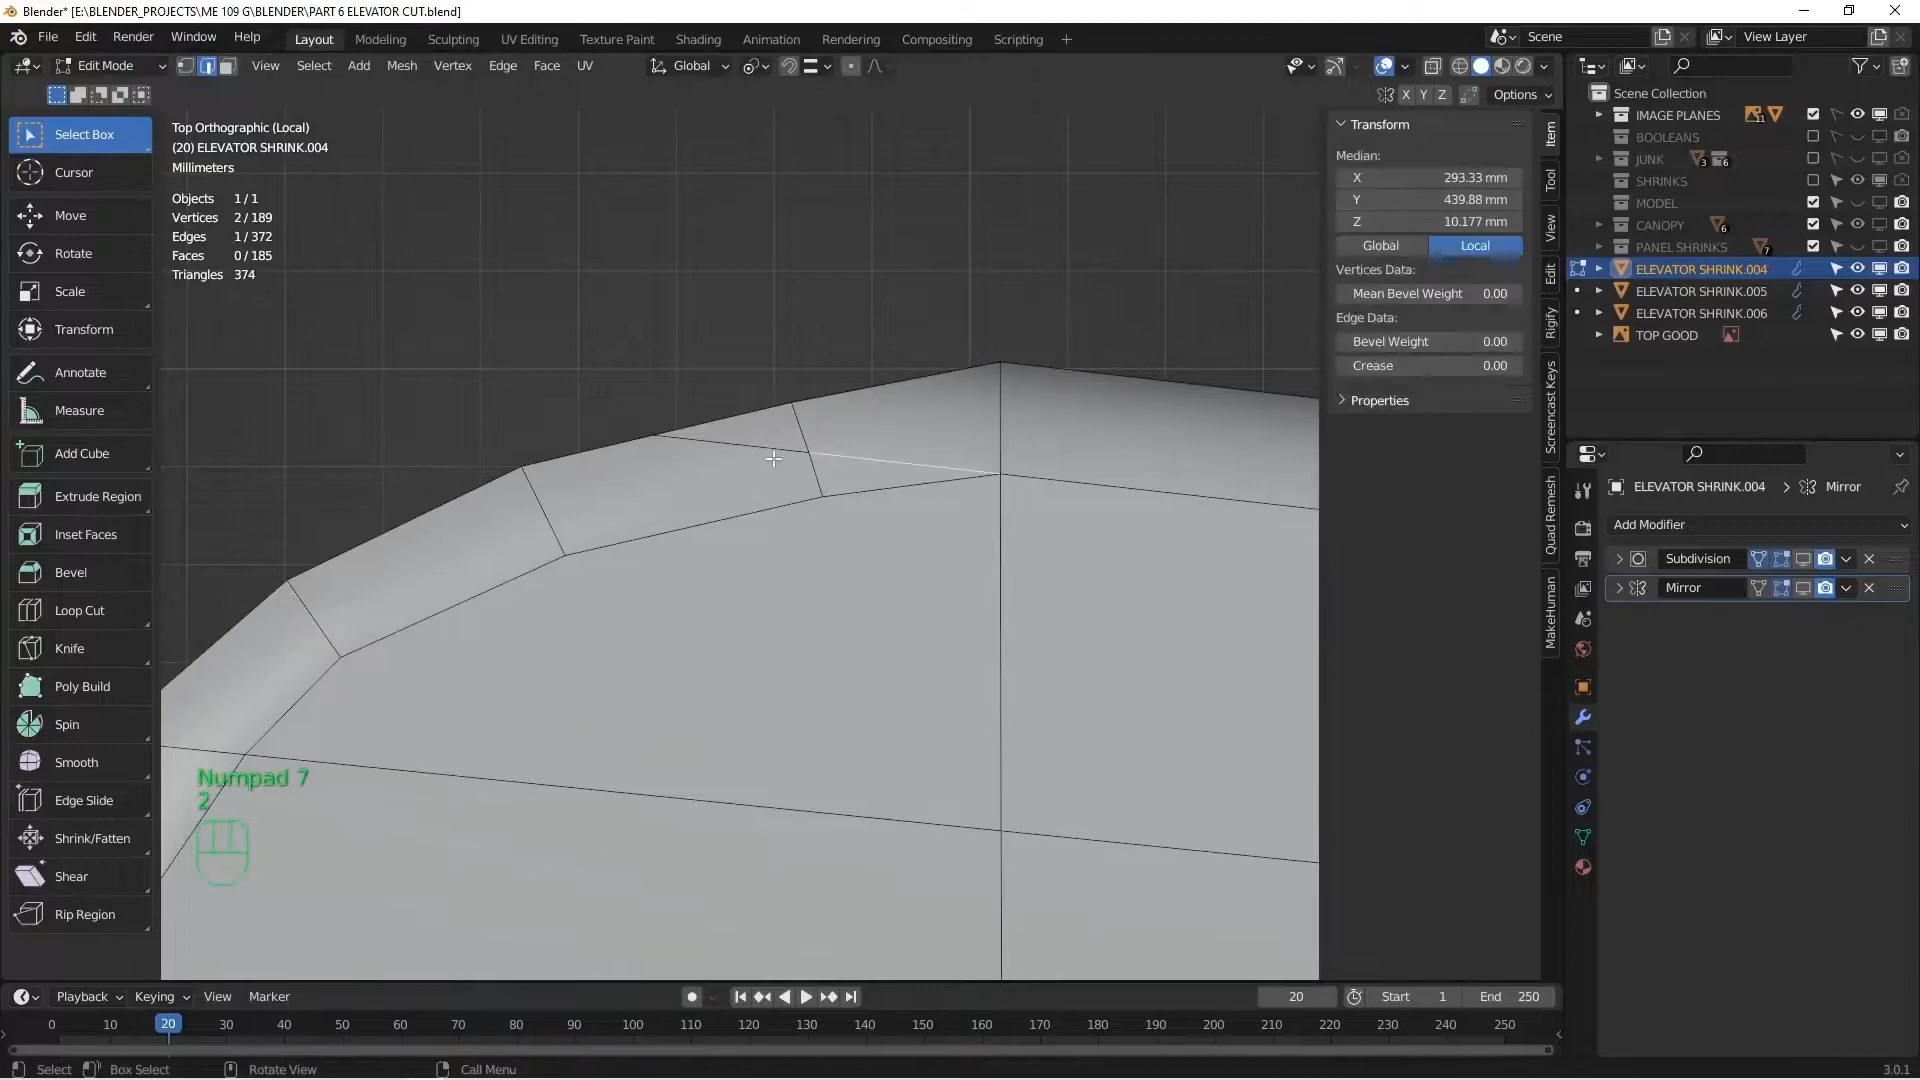 Blender* [E:\BLENDER_PROJECTS\ME 109 G\BLENDER\PART 6 ELEVATOR CUT.blend]
File Edit Render Window Help
Layout Modeling Sculpting UV Editing Texture Paint Shading Animation Rendering Compositing Scripting +
Scene View Layer
Edit Mode View Select Add Mesh Vertex Edge Face UV Global
X Y Z Options
Select Box
Cursor
Move
Rotate
Scale
Transform
Annotate
Measure
Add Cube
Extrude Region
Inset Faces
Bevel
Loop Cut
Knife
Poly Build
Spin
Smooth
Edge Slide
Shrink/Fatten
Shear
Rip Region
Top Orthographic (Local)
(20) ELEVATOR SHRINK.004
Millimeters
Objects 1/1
Vertices 2/189
Edges 1/372
Faces 0/185
Triangles 374
Numpad 7
2
Transform
Median:
X 293.33 mm
Y 439.88 mm
Z 10.177 mm
Global Local
Vertices Data:
Mean Bevel Weight 0.00
Edge Data:
Bevel Weight 0.00
Crease 0.00
Properties
Item
Tool
View
Edit
Rigify
Screencast Keys
Quad Remesh
MakeHuman
Scene Collection
IMAGE PLANES 11
BOOLEANS
JUNK 3 6
SHRINKS
MODEL
CANOPY 6
PANEL SHRINKS 7
ELEVATOR SHRINK.004
ELEVATOR SHRINK.005
ELEVATOR SHRINK.006
TOP GOOD
ELEVATOR SHRINK.004 > Mirror
Add Modifier
Subdivision
Mirror
Playback Keying View Marker
20 Start 1 End 250
0 10 20 30 40 50 60 70 80 90 100 110 120 130 140 150 160 170 180 190 200 210 220 230 240 250
Select Box Select Rotate View Call Menu
3.0.1